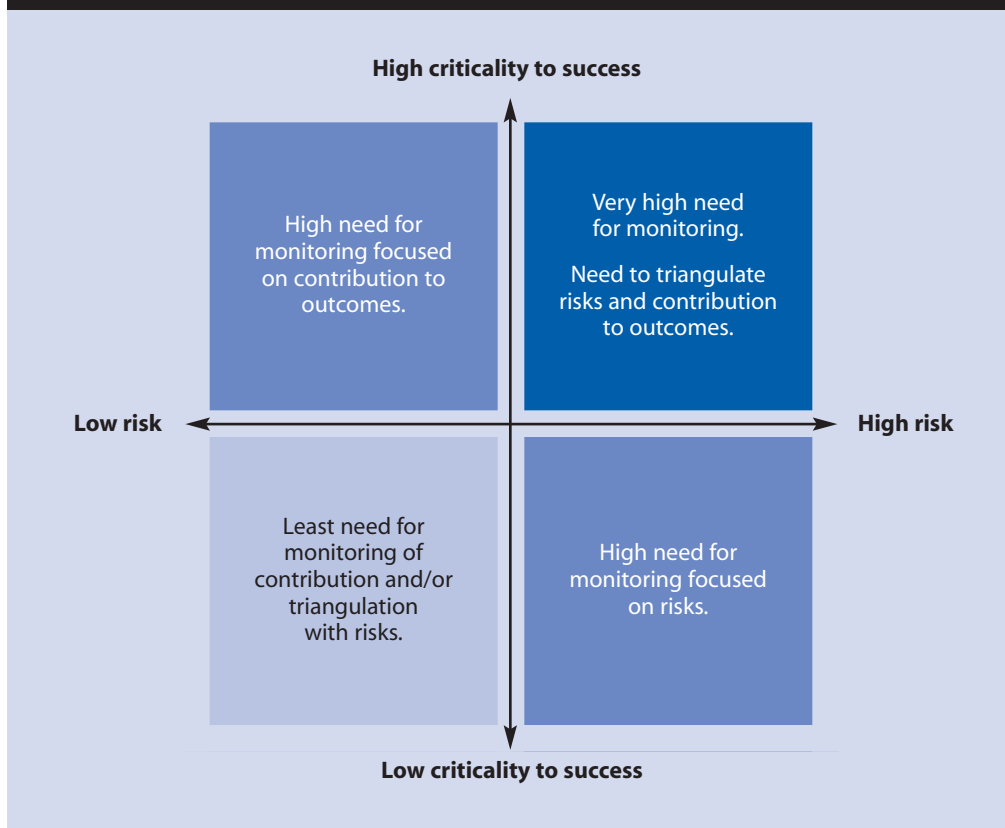 High criticality to success
High need for
monitoring focused
on contribution to
outcomes.
Very high need
for monitoring.
Need to triangulate
risks and contribution
to outcomes.
Low risk
High risk
Least need for
monitoring of
contribution and/or
triangulation
with risks.
High need for
monitoring focused
on risks.
Low criticality to success